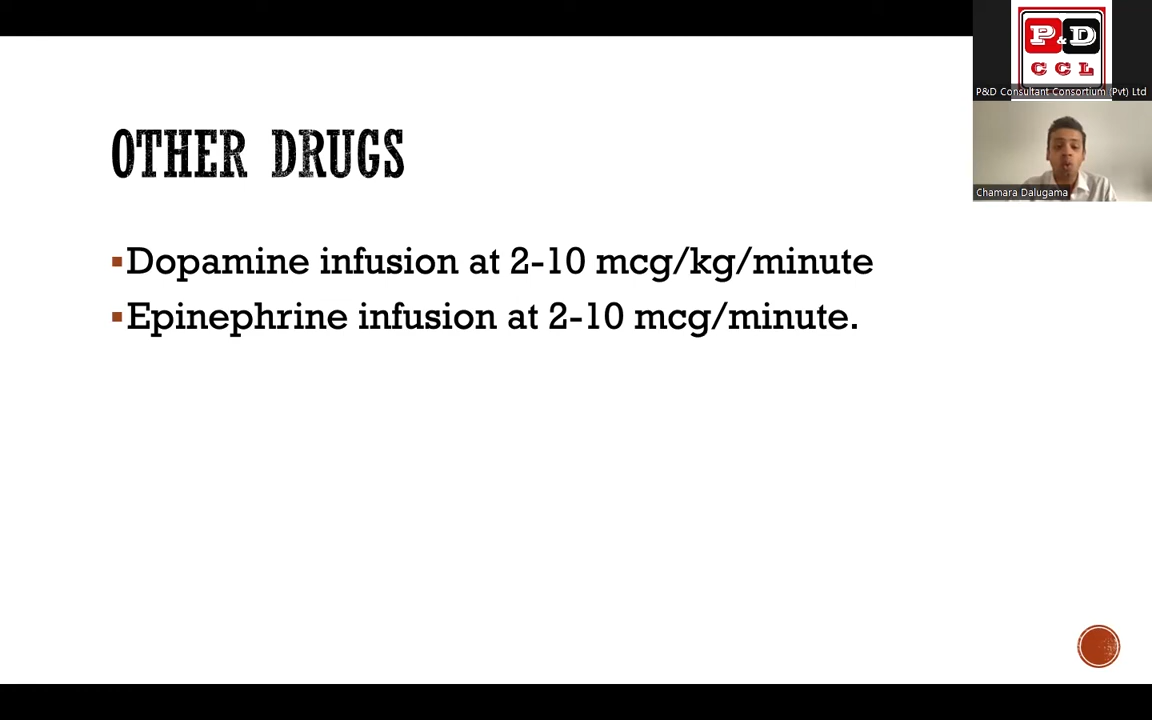 P&D
CCL
P&D Consultant Consortium (Pvt) Ltd
Chamara Dalugama
OTHER DRUGS
▪Dopamine infusion at 2-10 mcg/kg/minute
▪Epinephrine infusion at 2-10 mcg/minute.